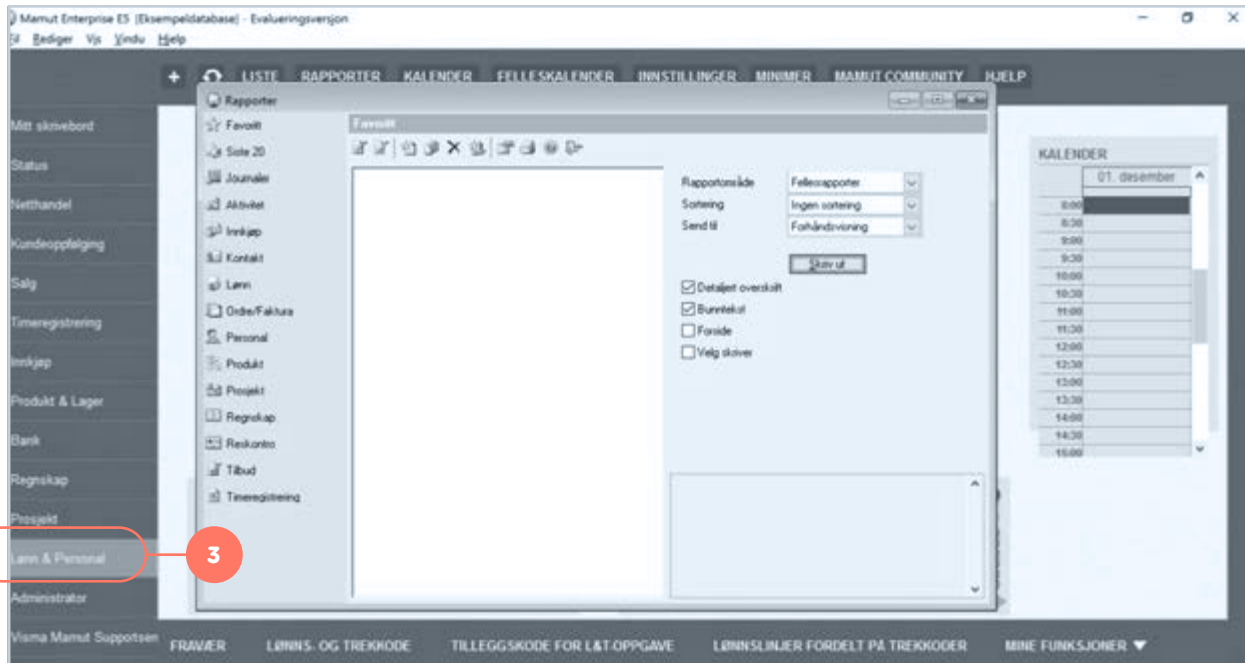 Mamut Enterprise E5 (Eksempeldatabase) - Evalueringsversjon
Rediger Vis Vindu Hjelp
+ LISTE RAPPORTER KALENDER FELLESKALENDER INNSTILLINGER MINIMER MAMUT COMMUNITY HJELP
Mitt skrivebord
Status
Netthandel
Kundeoppfølging
Salg
Timeregistrering
Innkjøp
Produkt & Lager
Bank
Regnskap
Prosjekt
Lønn & Personal
3
Administrator
Visma Mamut Supportsen
Rapporter
Favoritt
Siste 20
Journaler
Aktivitet
Innkjøp
Kontakt
Lønn
Ordre/Faktura
Personal
Produkt
Prosjekt
Regnskap
Reskontro
Tilbud
Timeregistrering
Favoritt
Rapportområde Fellesrapporter
Sortering Ingen sortering
Send til Forhåndsvisning
Skriv ut
Detaljert overskrift
Bunntekst
Forside
Velg skriver
KALENDER
01. desember
8:00
8:30
9:00
9:30
10:00
10:30
11:00
11:30
12:00
12:30
13:00
13:30
14:00
14:30
15:00
FRAVÆR LØNNS- OG TREKKODE TILLEGGSKODE FOR L&T-OPPGAVE LØNNSLINJER FORDELT PÅ TREKKODER MINE FUNKSJONER